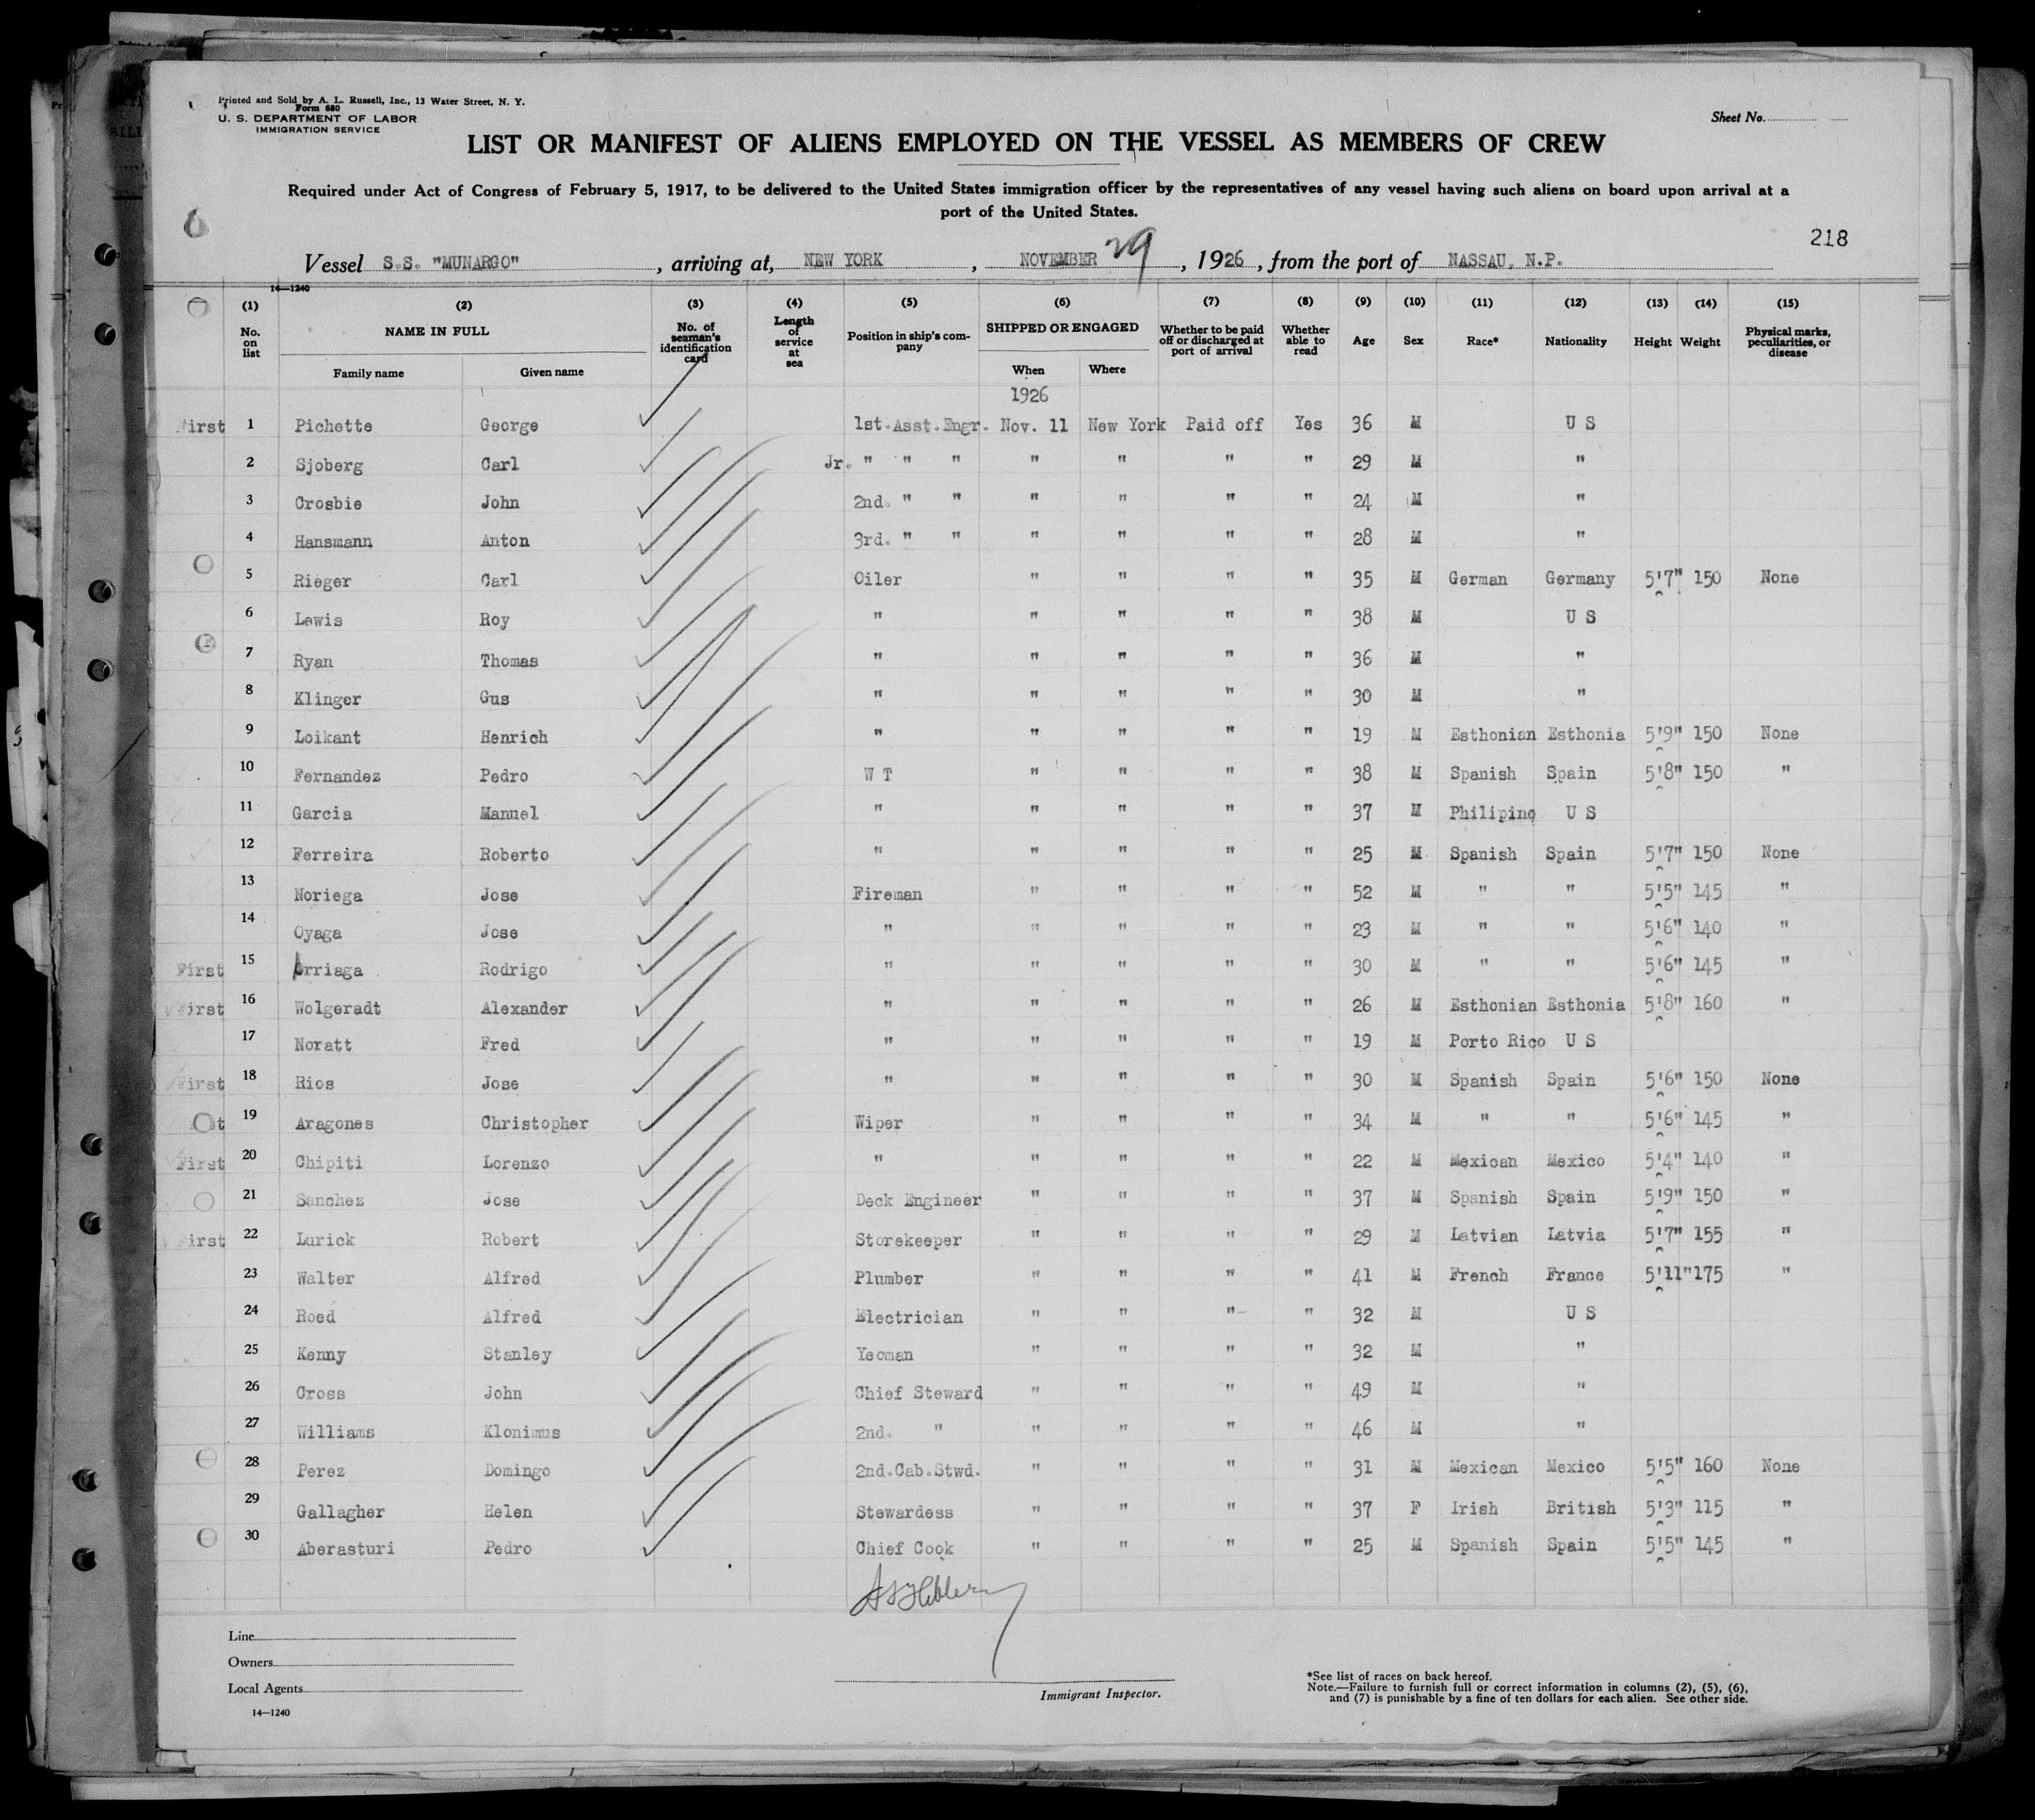 Printed and Sold by A. L. Russell, Inc., 13 Water Street, N. Y.
Form 680
U. S. DEPARTMENT OF LABOR
IMMIGRATION SERVICE
Sheet No.
LIST OR MANIFEST OF ALIENS EMPLOYED ON THE VESSEL AS MEMBERS OF CREW
Required under Act of Congress of February 5, 1917, to be delivered to the United States immigration officer by the representatives of any vessel having such aliens on board upon arrival at a
port of the United States.
218
Vessel S.S. "MUNARGO", arriving at, NEW YORK, NOVEMBER 29, 1926, from the port of NASSAU, N.P.
14—1240
(1) (2) (3) (4) (5) (6) (7) (8) (9) (10) (11) (12) (13) (14) (15)
No. on list NAME IN FULL Family name Given name No. of seaman's identification card Length of service at sea Position in ship's company SHIPPED OR ENGAGED When Where Whether to be paid off or discharged at port of arrival Whether able to read Age Sex Race* Nationality Height Weight Physical marks, peculiarities, or disease
1926
First 1 Pichette George 1st.Asst.Engr. Nov. 11 New York Paid off Yes 36 M U S
2 Sjoberg Carl Jr. " " " " " " " 29 M "
3 Crosbie John 2nd. " " " " " " 24 M "
4 Hansmann Anton 3rd. " " " " " " 28 M "
5 Rieger Carl Oiler " " " " 35 M German Germany 5'7" 150 None
6 Lewis Roy " " " " " 38 M U S
7 Ryan Thomas " " " " " 36 M "
8 Klinger Gus " " " " " 30 M "
9 Loikant Henrich " " " " " 19 M Esthonian Esthonia 5'9" 150 None
10 Fernandez Pedro W T " " " " 38 M Spanish Spain 5'8" 150 "
11 Garcia Manuel " " " " " 37 M Philipino U S
12 Ferreira Roberto " " " " " 25 M Spanish Spain 5'7" 150 None
13 Noriega Jose Fireman " " " " 52 M " " 5'5" 145 "
14 Oyaga Jose " " " " " 23 M " " 5'6" 140 "
First 15 Orriaga Rodrigo " " " " " 30 M " " 5'6" 145 "
First 16 Wolgeradt Alexander " " " " " 26 M Esthonian Esthonia 5'8" 160 "
17 Noratt Fred " " " " " 19 M Porto Rico U S
First 18 Rios Jose " " " " " 30 M Spanish Spain 5'6" 150 None
t 19 Aragones Christopher Wiper " " " " 34 M " " 5'6" 145 "
First 20 Chipiti Lorenzo " " " " " 22 M Mexican Mexico 5'4" 140 "
21 Sanchez Jose Deck Engineer " " " " 37 M Spanish Spain 5'9" 150 "
First 22 Lurick Robert Storekeeper " " " " 29 M Latvian Latvia 5'7" 155 "
23 Walter Alfred Plumber " " " " 41 M French France 5'11" 175 "
24 Roed Alfred Electrician " " " " 32 M U S
25 Kenny Stanley Yeoman " " " " 32 M "
26 Cross John Chief Steward " " " " 49 M "
27 Williams Klonimus 2nd. " " " " " 46 M "
28 Perez Domingo 2nd.Cab.Stwd. " " " " 31 M Mexican Mexico 5'5" 160 None
29 Gallagher Helen Stewardess " " " " 37 F Irish British 5'3" 115 "
30 Aberasturi Pedro Chief Cook " " " " 25 M Spanish Spain 5'5" 145 "
Line
Owners
Local Agents
14—1240
Immigrant Inspector.
*See list of races on back hereof.
Note.—Failure to furnish full or correct information in columns (2), (5), (6),
and (7) is punishable by a fine of ten dollars for each alien. See other side.